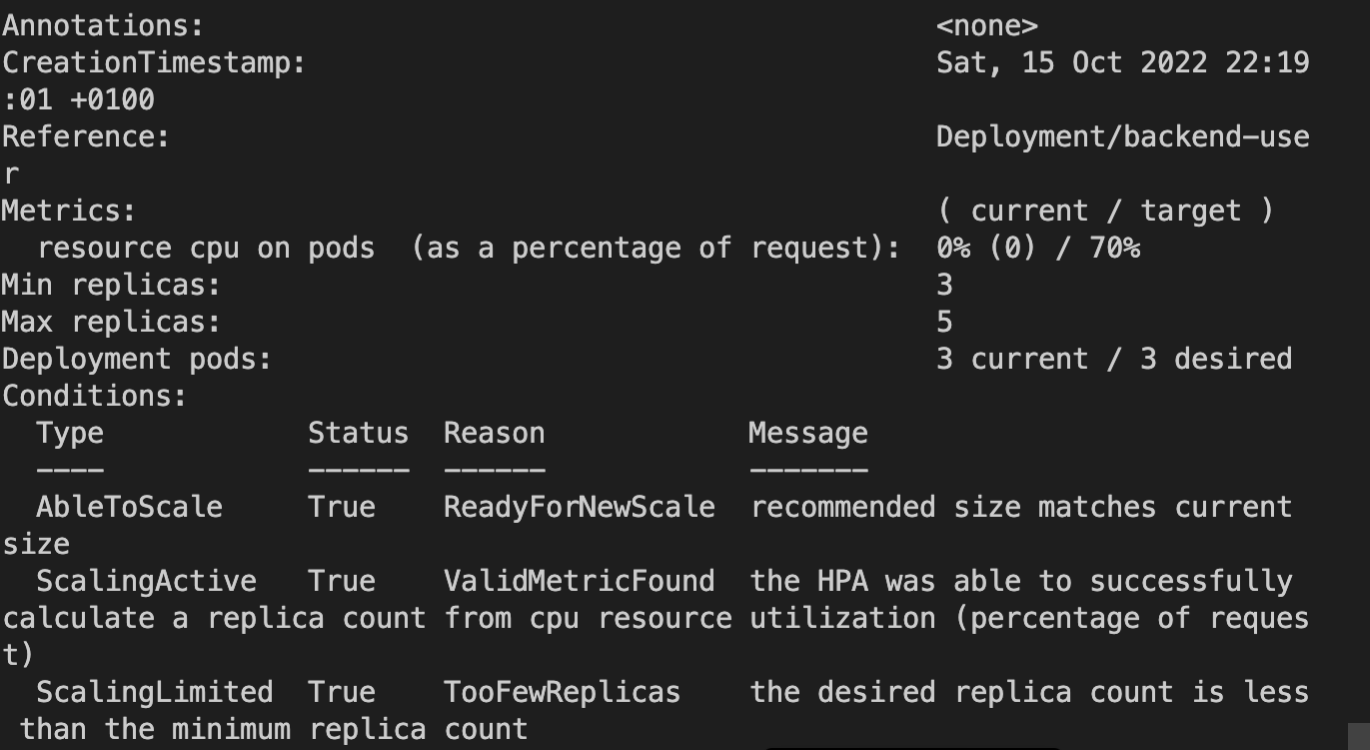 Annotations:                                           <none>
CreationTimestamp:                                     Sat, 15 Oct 2022 22:19
:01 +0100
Reference:                                             Deployment/backend-use
r
Metrics:                                               ( current / target )
  resource cpu on pods  (as a percentage of request):  0% (0) / 70%
Min replicas:                                          3
Max replicas:                                          5
Deployment pods:                                       3 current / 3 desired
Conditions:
  Type            Status  Reason            Message
  ----            ------  ------            -------
  AbleToScale     True    ReadyForNewScale  recommended size matches current
size
  ScalingActive   True    ValidMetricFound  the HPA was able to successfully
calculate a replica count from cpu resource utilization (percentage of reques
t)
  ScalingLimited  True    TooFewReplicas    the desired replica count is less
 than the minimum replica count